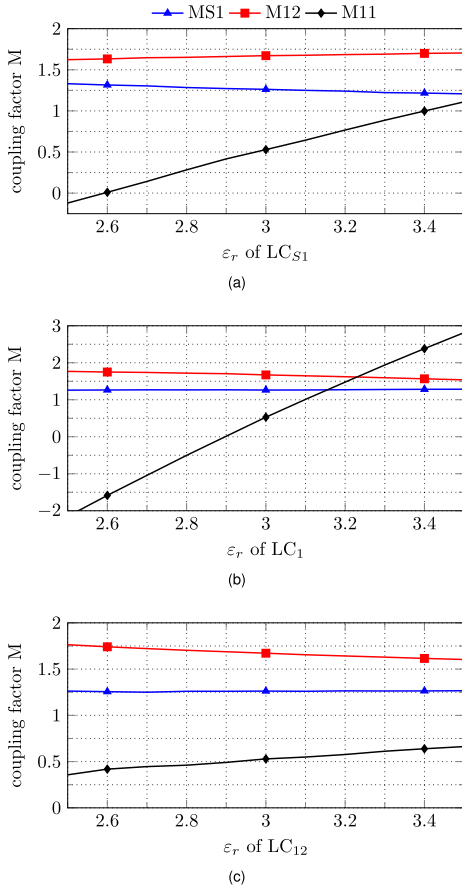 MS1 M12 M11
2
1.5
1
0.5
0
coupling factor M
2.6 2.8 3 3.2 3.4
εr of LCS1
(a)
3
2
1
0
−1
−2
coupling factor M
2.6 2.8 3 3.2 3.4
εr of LC1
(b)
2
1.5
1
0.5
0
coupling factor M
2.6 2.8 3 3.2 3.4
εr of LC12
(c)